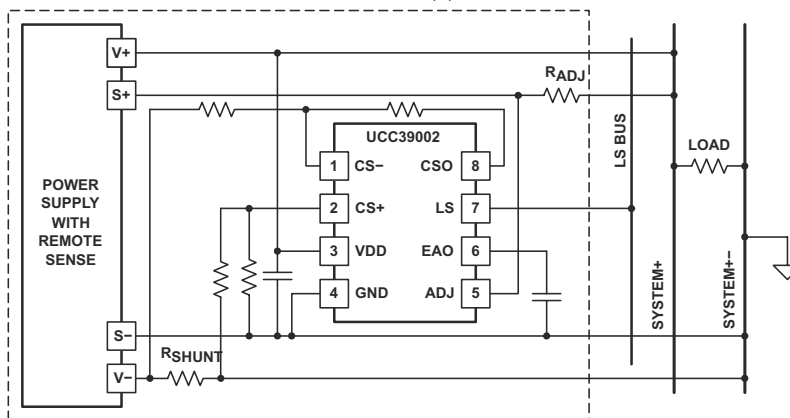 V+
S+
RADJ
UCC39002
LS BUS
LOAD
1 CS−
CSO 8
POWER
SUPPLY
WITH
REMOTE
SENSE
2 CS+
LS 7
3 VDD
EAO 6
4 GND
ADJ 5
SYSTEM+
SYSTEM+−
S−
RSHUNT
V−